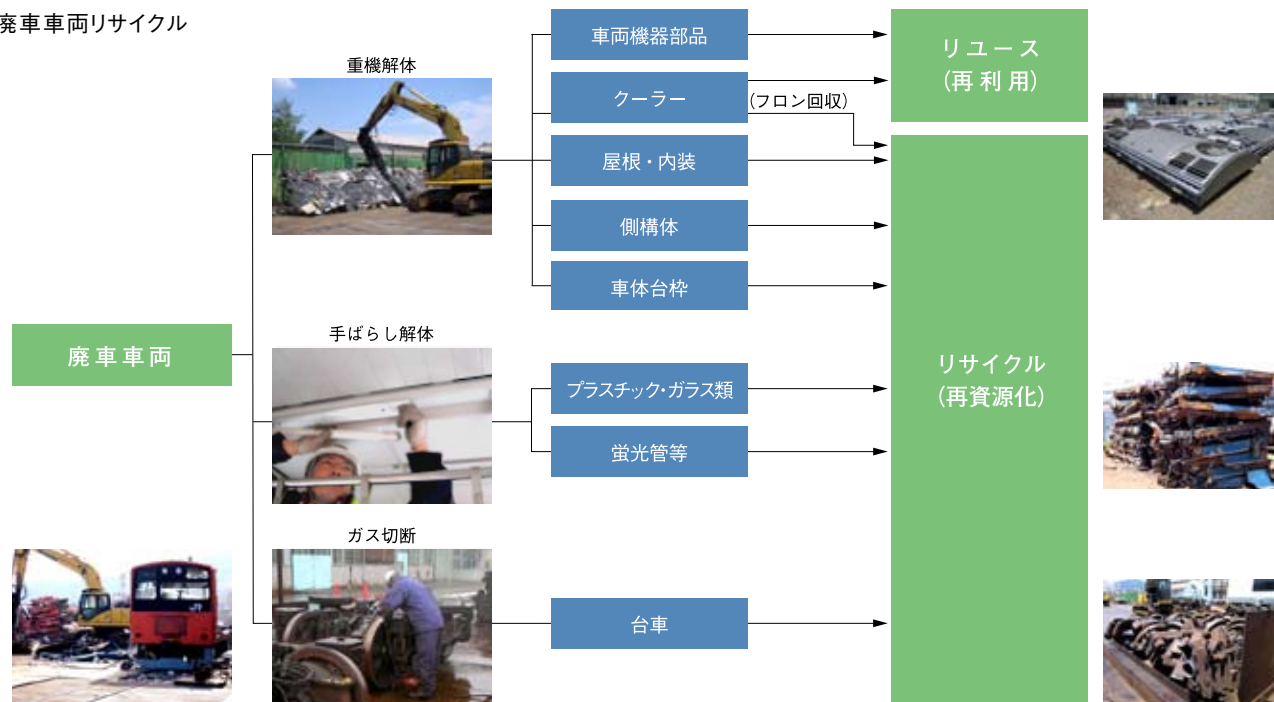 廃車車両リサイクル
廃車車両
重機解体
手ばらし解体
ガス切断
車両機器部品
クーラー
(フロン回収)
屋根・内装
側構体
車体台枠
プラスチック・ガラス類
蛍光管等
台車
リユース
(再利用)
リサイクル
(再資源化)